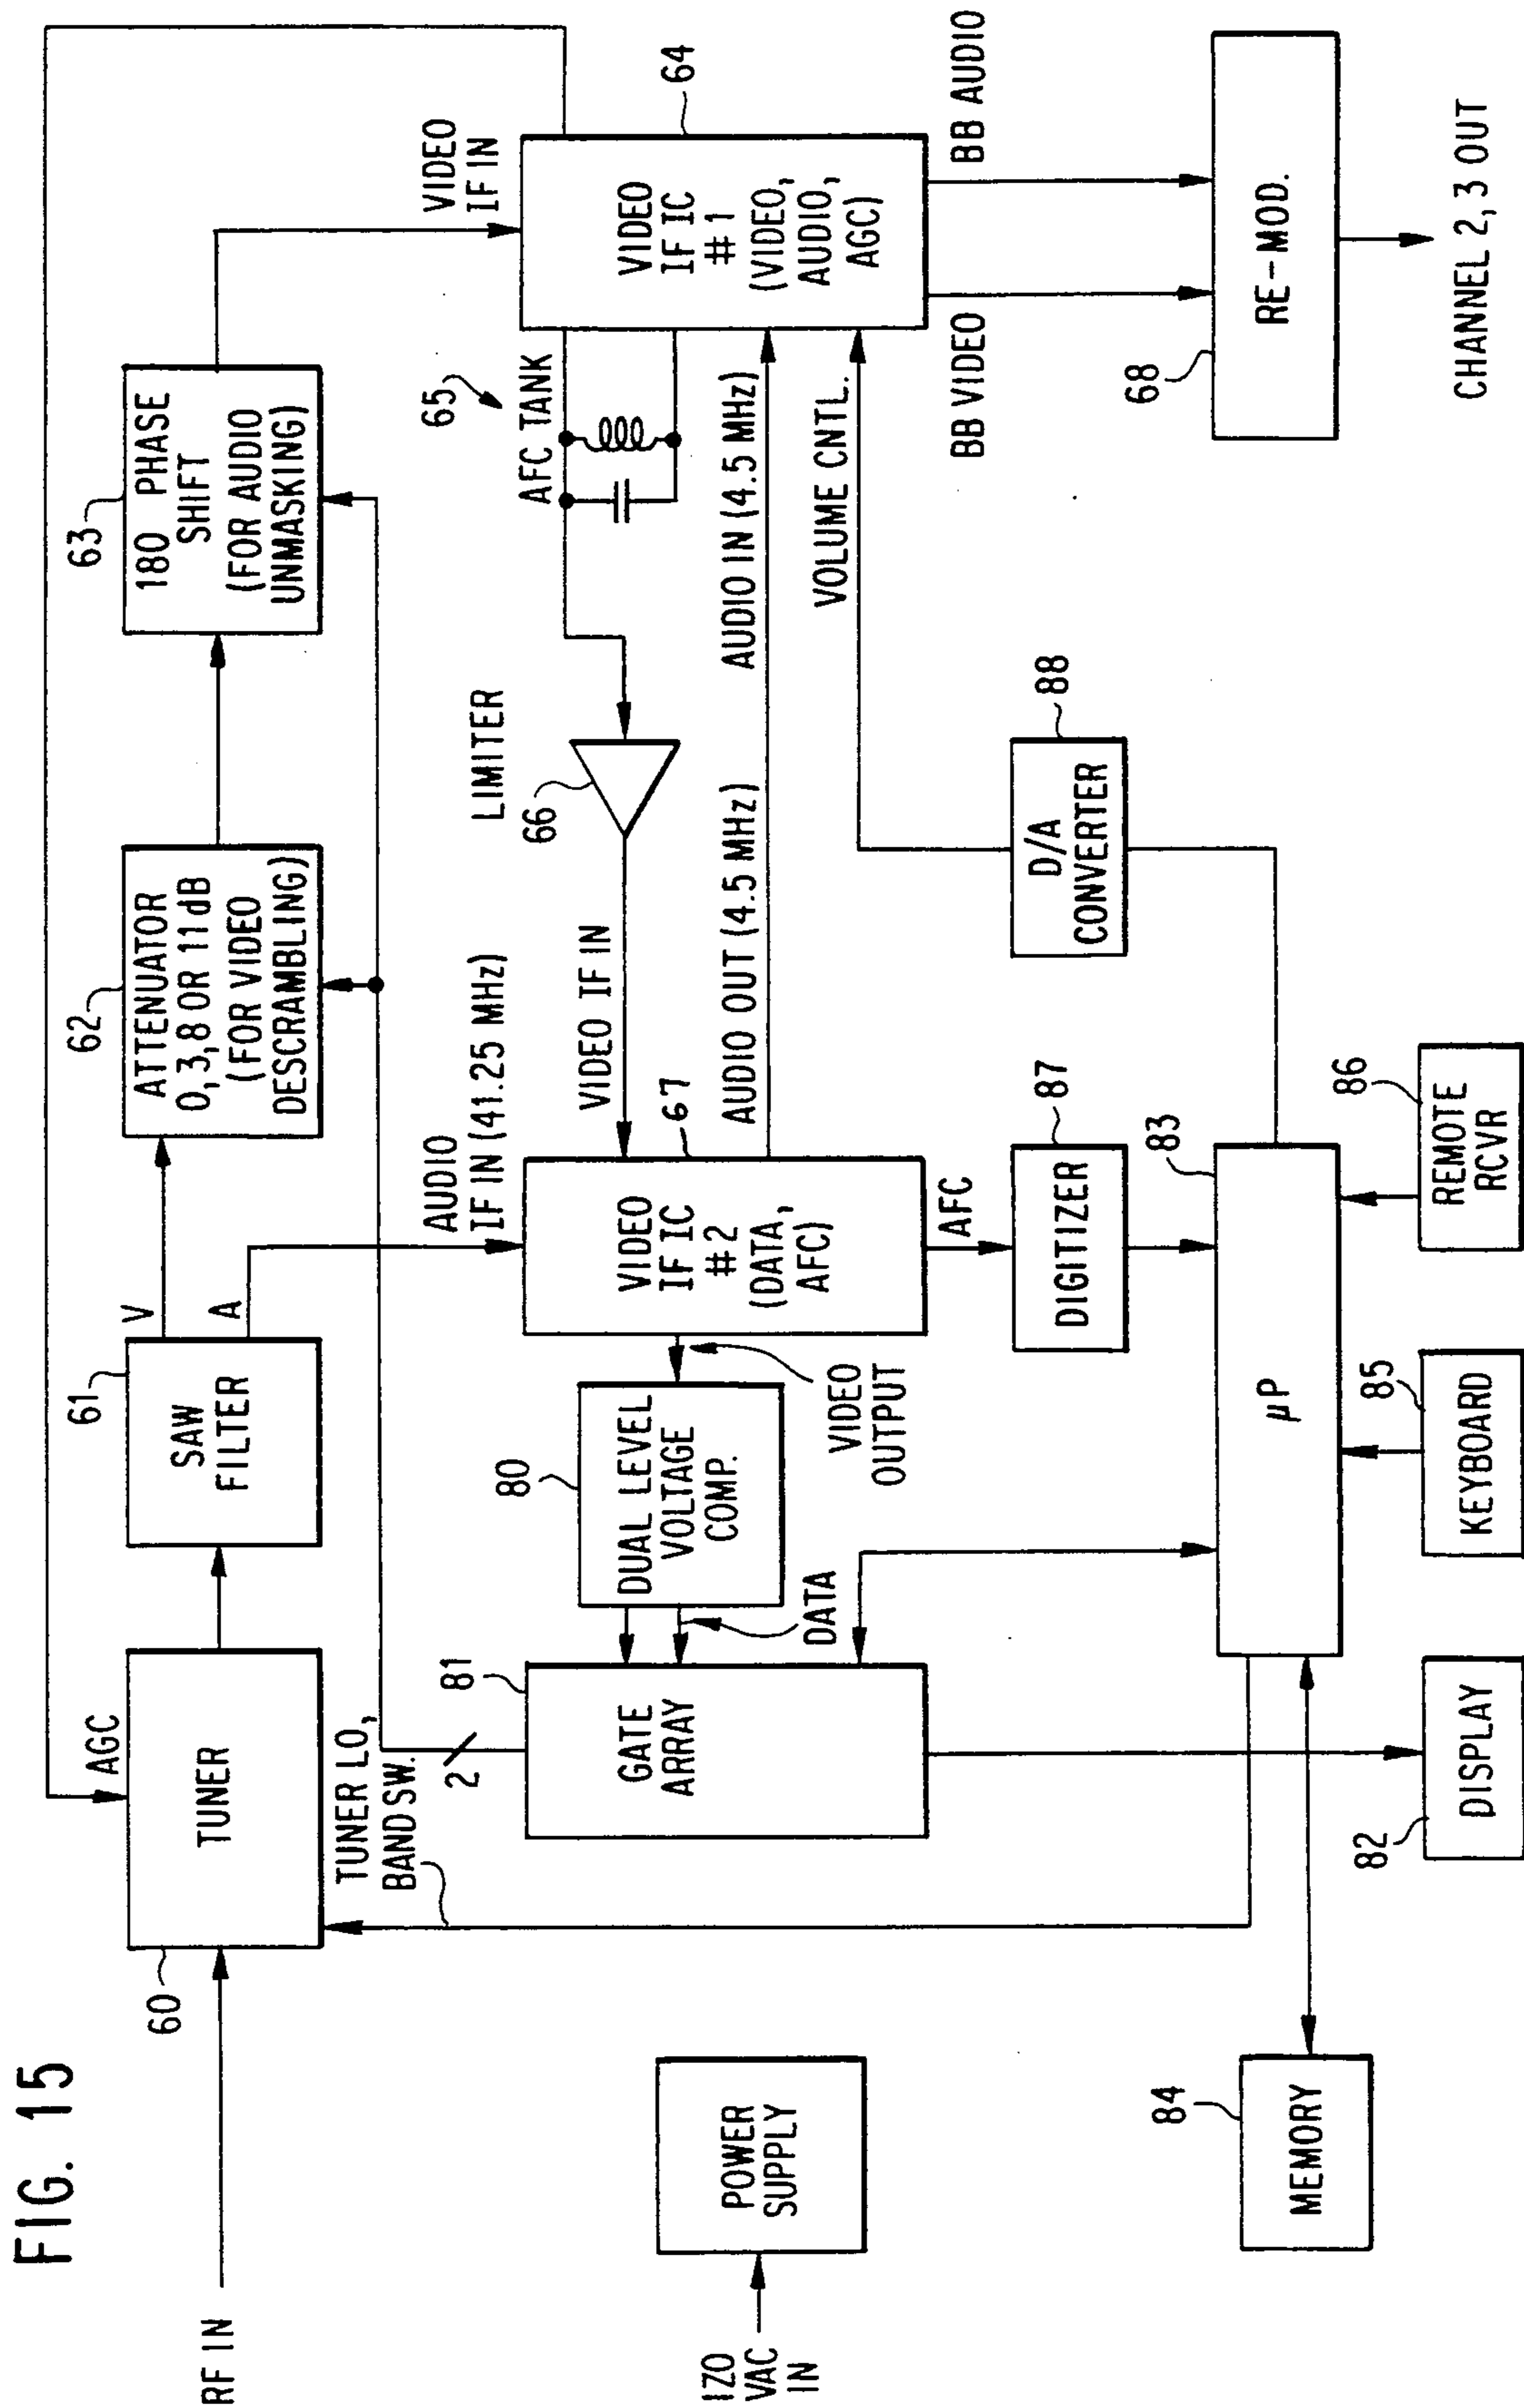 FIG. 15
RF IN
60
TUNER
AGC
TUNER LO,
BAND SW.
61
SAW
FILTER
V
A
62
ATTENUATOR
0,3,8 OR 11dB
(FOR VIDEO
DESCRAMBLING)
63
180 PHASE
SHIFT
(FOR AUDIO
UNMASKING)
VIDEO
IF IN
AUDIO
IF IN (41.25 MHz)
64
VIDEO
IF IC
#1
(VIDEO,
AUDIO,
AGC)
65
AFC TANK
LIMITER
66
VIDEO IF IN
67
VIDEO
IF IC
#2
(DATA,
AFC)
AUDIO OUT (4.5 MHz)
AUDIO IN (4.5 MHz)
VOLUME CNTL.
80
DUAL LEVEL
VOLTAGE
COMP.
VIDEO
OUTPUT
DATA
81
GATE
ARRAY
2
AFC
87
DIGITIZER
88
D/A
CONVERTER
BB VIDEO
BB AUDIO
68
RE-MOD.
CHANNEL 2,3 OUT
POWER
SUPPLY
120
VAC
IN
84
MEMORY
83
µP
82
DISPLAY
85
KEYBOARD
86
REMOTE
RCVR